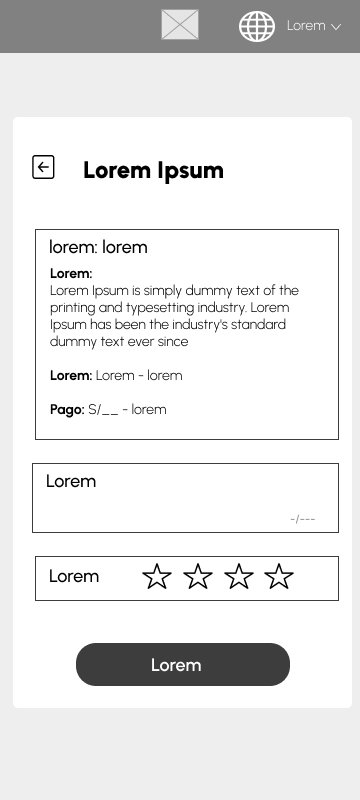 Lorem
Lorem Ipsum
lorem: lorem
Lorem:
Lorem Ipsum is simply dummy text of the
printing and typesetting industry. Lorem
Ipsum has been the industry's standard
dummy text ever since
Lorem: Lorem - lorem
Pago: S/__ - lorem
Lorem
-/---
Lorem
Lorem